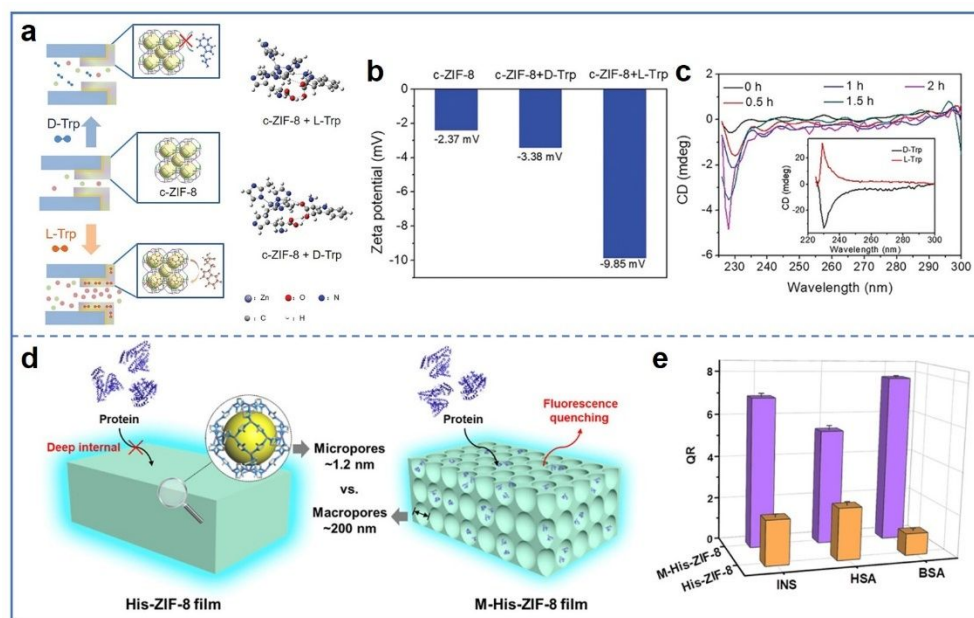 a
D-Trp
c-ZIF-8
L-Trp
c-ZIF-8 + L-Trp
c-ZIF-8 + D-Trp
: Zn
: O
: N
: C
: H
b
c-ZIF-8
c-ZIF-8+D-Trp
c-ZIF-8+L-Trp
Zeta potential (mV)
0
-2
-4
-6
-8
-10
-2.37 mV
-3.38 mV
-9.85 mV
c
CD (mdeg)
2
0
-2
-4
-6
0 h
1 h
2 h
0.5 h
1.5 h
D-Trp
L-Trp
CD (mdeg)
20
0
-20
220 240 260 280 300
Wavelength (nm)
230 240 250 260 270 280 290 300
Wavelength (nm)
d
Protein
Deep internal
Micropores
~1.2 nm
vs.
Macropores
~200 nm
Protein
Fluorescence
quenching
His-ZIF-8 film
M-His-ZIF-8 film
e
QR
8
6
4
2
0
M-His-ZIF-8
His-ZIF-8
INS
HSA
BSA